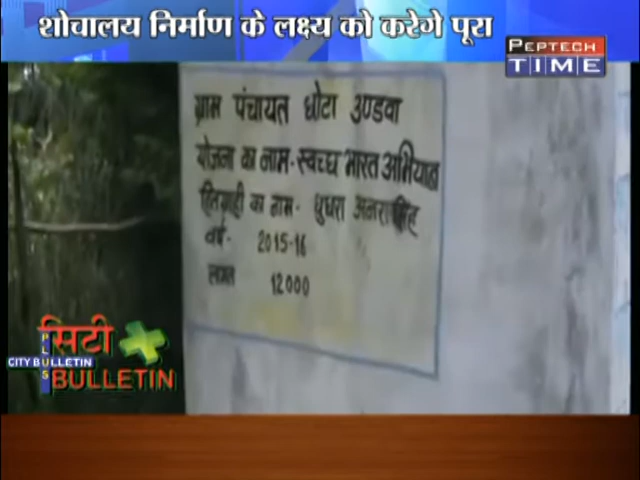 शोचालय निर्माण के लक्ष्य को करेगे पूरा
PEPTECH
TIME
ग्राम पंचायत छोटा उण्डवा
योजना का नाम - स्वच्छ भारत अभियान
हितग्राही का नाम -
वर्ष - 2015-16
लागत 12000
सिटी
PLUS
CITY BULLETIN
BULLETIN